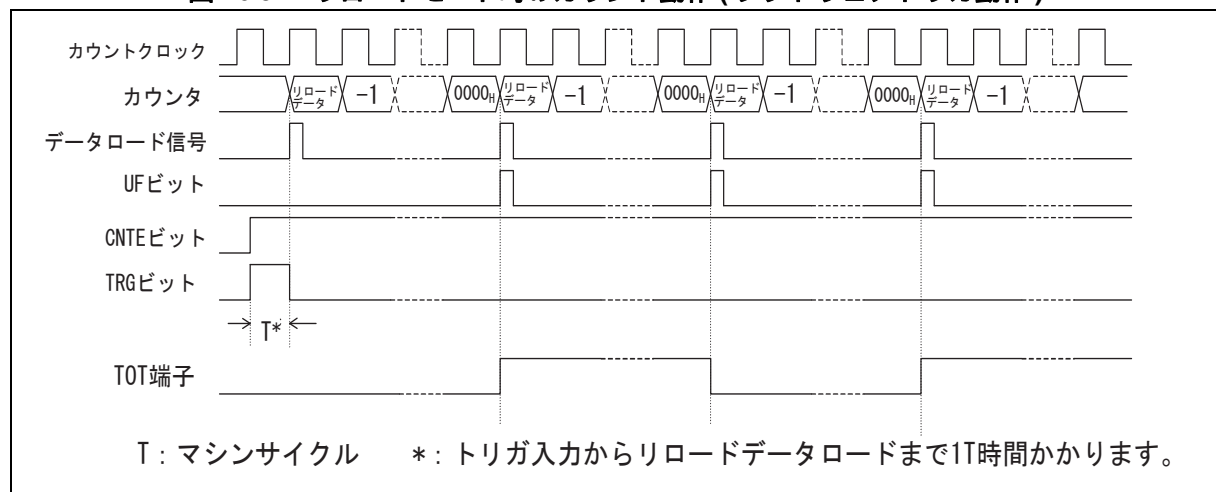 カウントクロック
カウンタ リロードデータ -1 0000H リロードデータ -1 0000H リロードデータ -1 0000H リロードデータ -1
データロード信号
UFビット
CNTEビット
TRGビット
T*
TOT端子
T:マシンサイクル *:トリガ入力からリロードデータロードまで1T時間かかります。